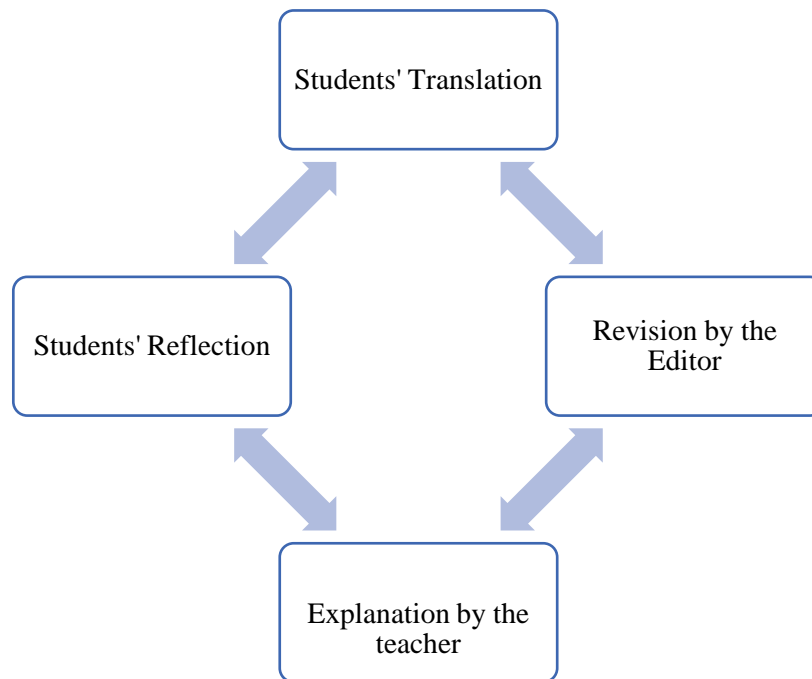 Students' Translation
Students' Reflection
Revision by the
Editor
Explanation by the
teacher